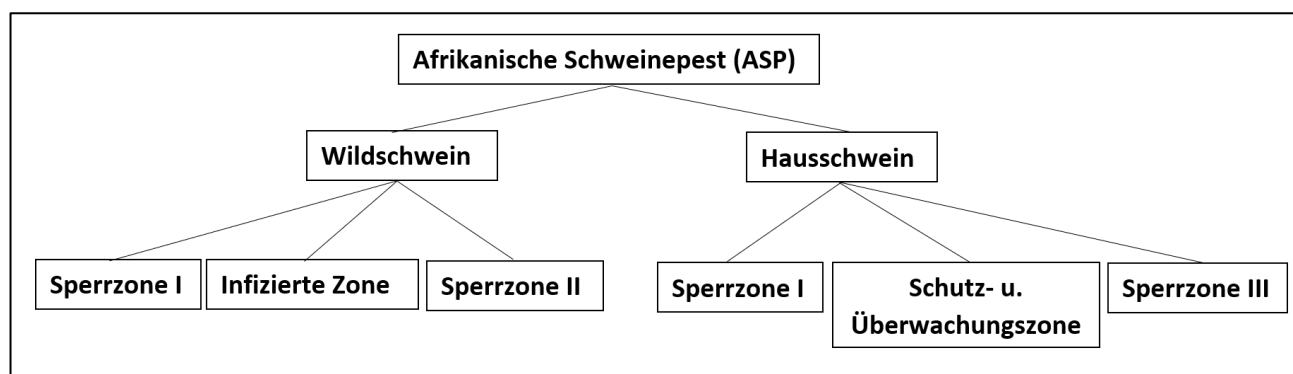 Afrikanische Schweinepest (ASP)
Wildschwein
Hausschwein
Sperrzone I
Infizierte Zone
Sperrzone II
Sperrzone I
Schutz- u.
Überwachungszone
Sperrzone III